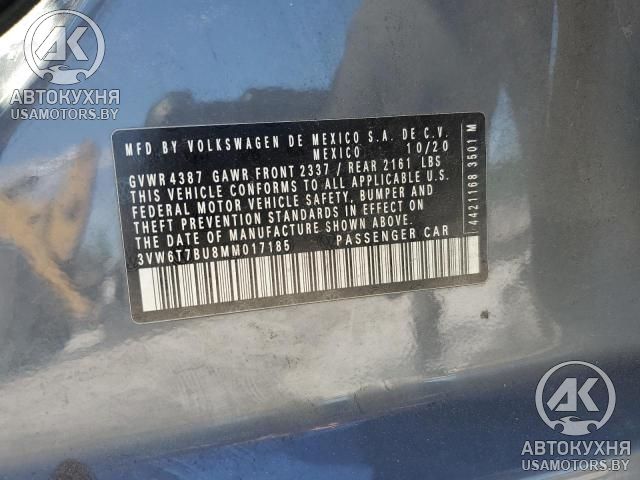 AK
АВТОКУХНЯ
USAMOTORS.BY
MFD BY VOLKSWAGEN DE MEXICO S.A. DE C.V.
MEXICO 10/20
GVWR 4387 GAWR FRONT 2337 / REAR 2161 LBS
THIS VEHICLE CONFORMS TO ALL APPLICABLE U.S.
FEDERAL MOTOR VEHICLE SAFETY, BUMPER, AND
THEFT PREVENTION STANDARDS IN EFFECT ON
THE DATE OF MANUFACTURE SHOWN ABOVE.
3VW6T7BU8MM017185 PASSENGER CAR
4421168 3501 M
AK
АВТОКУХНЯ
USAMOTORS.BY